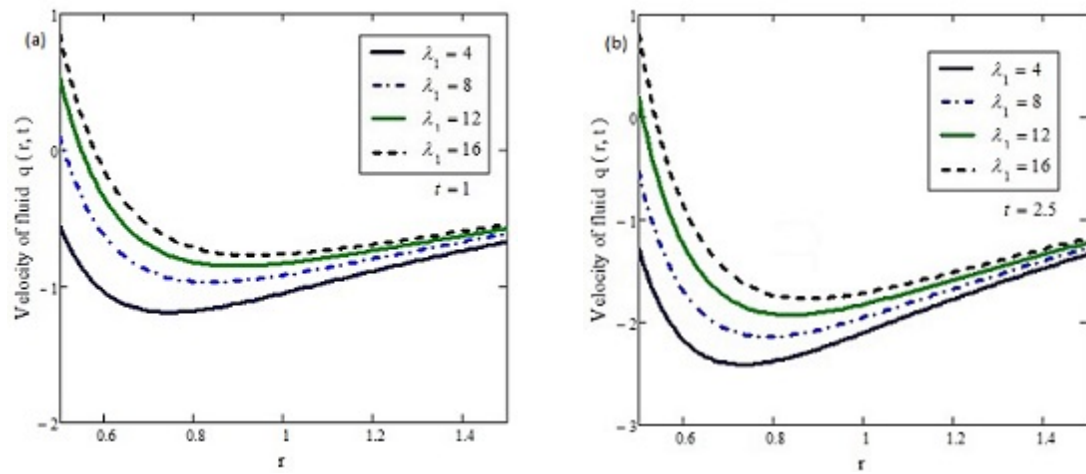 (a)
1
0
−1
−2
Velocity of fluid q (r, t)
λ₁ = 4
λ₁ = 8
λ₁ = 12
λ₁ = 16
t = 1
0.6 0.8 1 1.2 1.4
r
(b)
1
0
−1
−2
−3
Velocity of fluid q (r, t)
λ₁ = 4
λ₁ = 8
λ₁ = 12
λ₁ = 16
t = 2.5
0.6 0.8 1 1.2 1.4
r